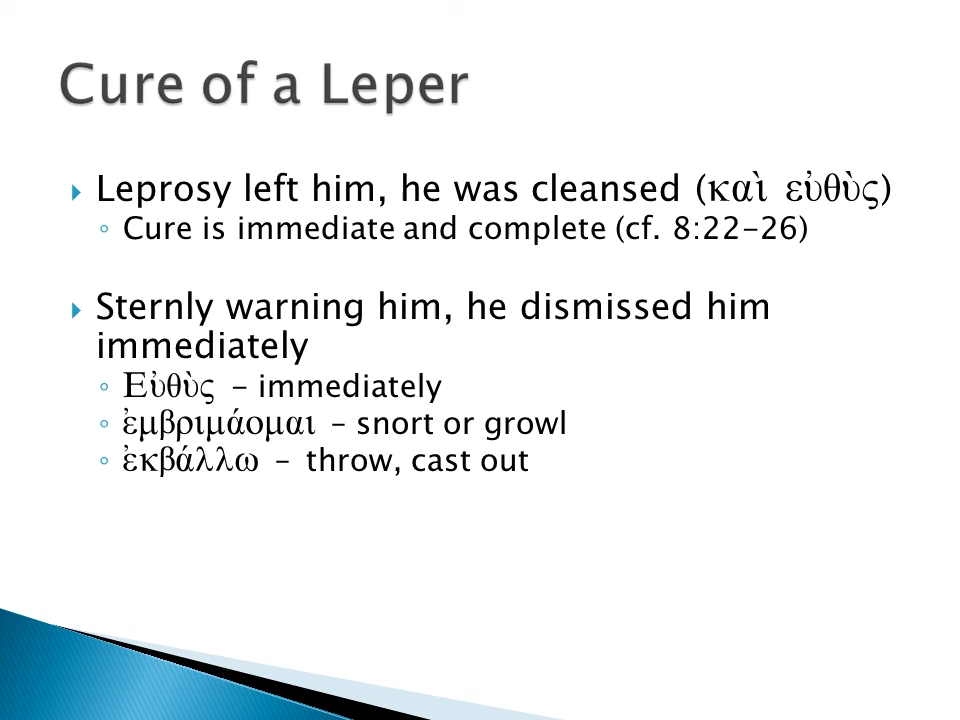 Cure of a Leper
Leprosy left him, he was cleansed (καὶ εὐθὺς)
Cure is immediate and complete (cf. 8:22-26)
Sternly warning him, he dismissed him
immediately
Εὐθὺς - immediately
ἐμβριμάομαι – snort or growl
ἐκβάλλω – throw, cast out